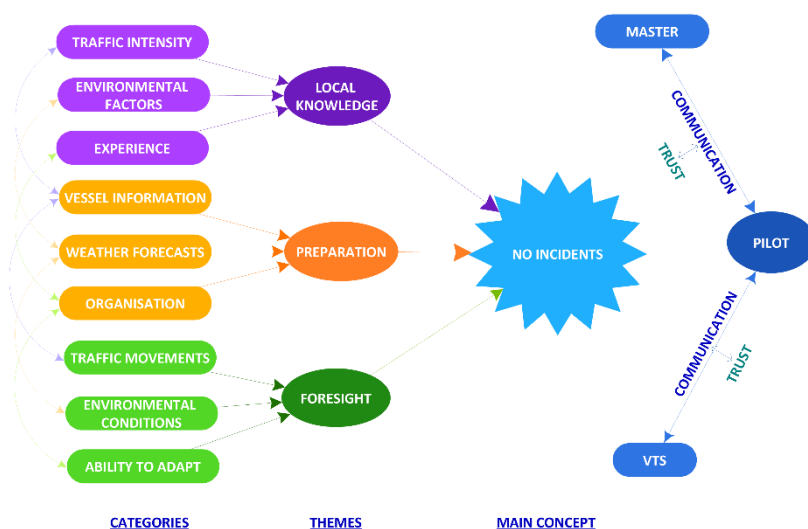 TRAFFIC INTENSITY
ENVIRONMENTAL
FACTORS
EXPERIENCE
LOCAL
KNOWLEDGE
VESSEL INFORMATION
WEATHER FORECASTS
ORGANISATION
PREPARATION
TRAFFIC MOVEMENTS
ENVIRONMENTAL
CONDITIONS
ABILITY TO ADAPT
FORESIGHT
NO INCIDENTS
MASTER
COMMUNICATION
TRUST
PILOT
COMMUNICATION
TRUST
VTS
CATEGORIES
THEMES
MAIN CONCEPT